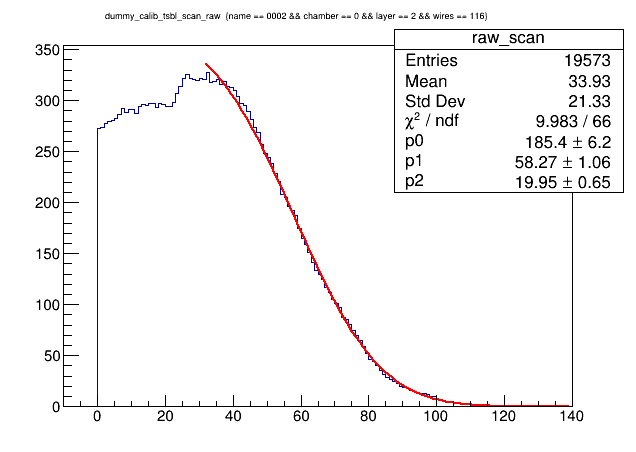 dummy_calib_tsbl_scan_raw (name == 0002 && chamber == 0 && layer == 2 && wires == 116)
raw_scan
Entries 19573
Mean 33.93
Std Dev 21.33
χ² / ndf 9.983 / 66
p0 185.4 ± 6.2
p1 58.27 ± 1.06
p2 19.95 ± 0.65
350
300
250
200
150
100
50
0
0 20 40 60 80 100 120 140